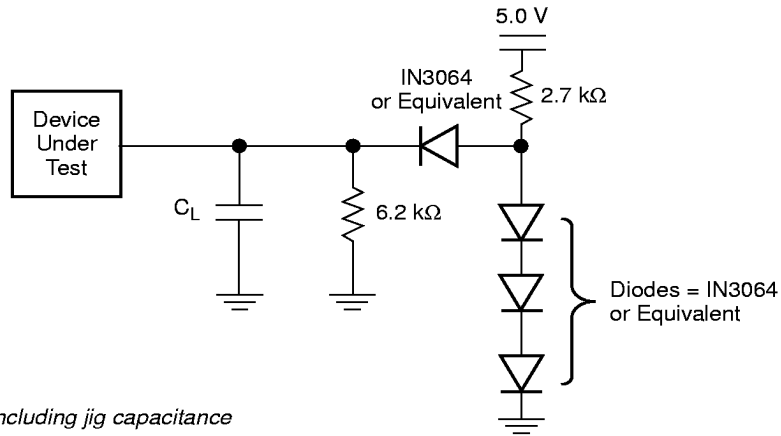 5.0 V
IN3064
or Equivalent
2.7 kΩ
Device
Under
Test
CL
6.2 kΩ
Diodes = IN3064
or Equivalent
ncluding jig capacitance